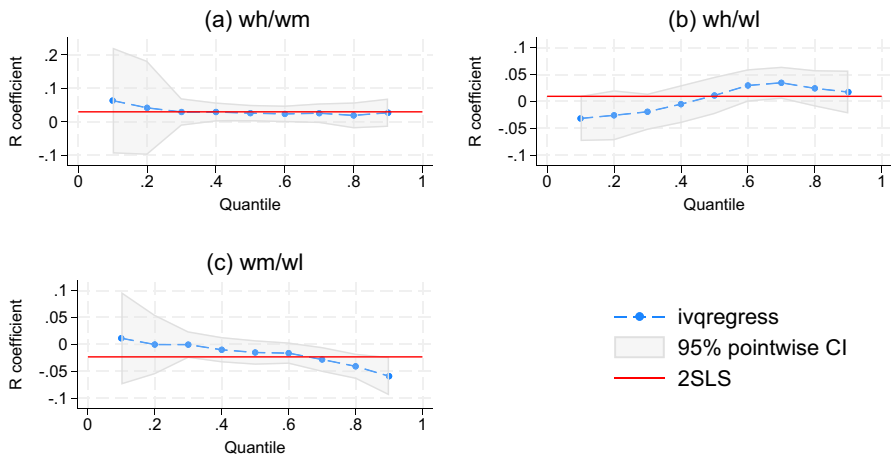 (a) wh/wm
R coefficient
.2
.1
0
-.1
0 .2 .4 .6 .8 1
Quantile
(b) wh/wl
R coefficient
.1
.05
0
-.05
-.1
0 .2 .4 .6 .8 1
Quantile
(c) wm/wl
R coefficient
.1
.05
0
-.05
-.1
0 .2 .4 .6 .8 1
Quantile
ivqregress
95% pointwise CI
2SLS